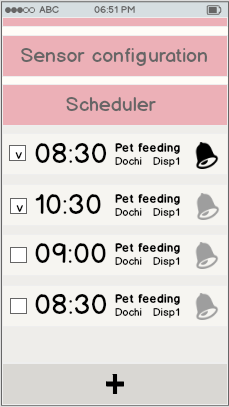 ABC 06:51 PM
Sensor configuration
Scheduler
v 08:30 Pet feeding
Dochi Disp1
v 10:30 Pet feeding
Dochi Disp1
09:00 Pet feeding
Dochi Disp1
08:30 Pet feeding
Dochi Disp1
+